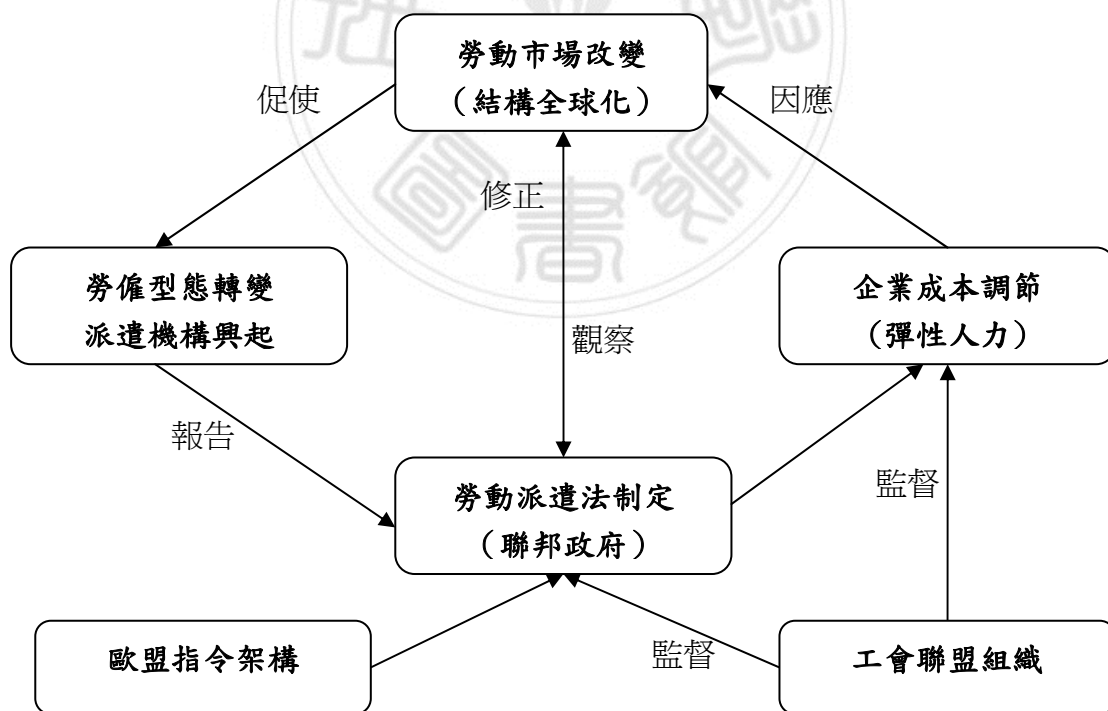 勞動市場改變
（結構全球化）
促使
因應
修正
勞僱型態轉變
派遣機構興起
企業成本調節
（彈性人力）
觀察
報告
勞動派遣法制定
（聯邦政府）
監督
歐盟指令架構
監督
工會聯盟組織